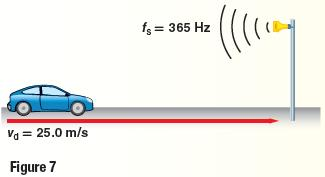 fs = 365 Hz
vd = 25.0 m/s
Figure 7